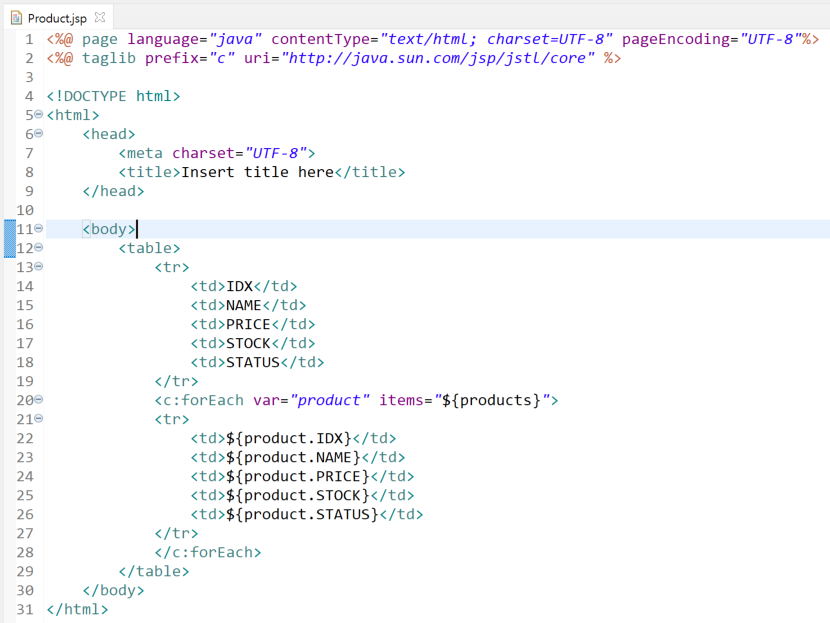 Product.jsp
1 <%@ page language="java" contentType="text/html; charset=UTF-8" pageEncoding="UTF-8"%>
2 <%@ taglib prefix="c" uri="http://java.sun.com/jsp/jstl/core" %>
3
4 <!DOCTYPE html>
5 <html>
6     <head>
7         <meta charset="UTF-8">
8         <title>Insert title here</title>
9     </head>
10
11     <body>
12         <table>
13             <tr>
14                 <td>IDX</td>
15                 <td>NAME</td>
16                 <td>PRICE</td>
17                 <td>STOCK</td>
18                 <td>STATUS</td>
19             </tr>
20             <c:forEach var="product" items="${products}">
21             <tr>
22                 <td>${product.IDX}</td>
23                 <td>${product.NAME}</td>
24                 <td>${product.PRICE}</td>
25                 <td>${product.STOCK}</td>
26                 <td>${product.STATUS}</td>
27             </tr>
28             </c:forEach>
29         </table>
30     </body>
31 </html>